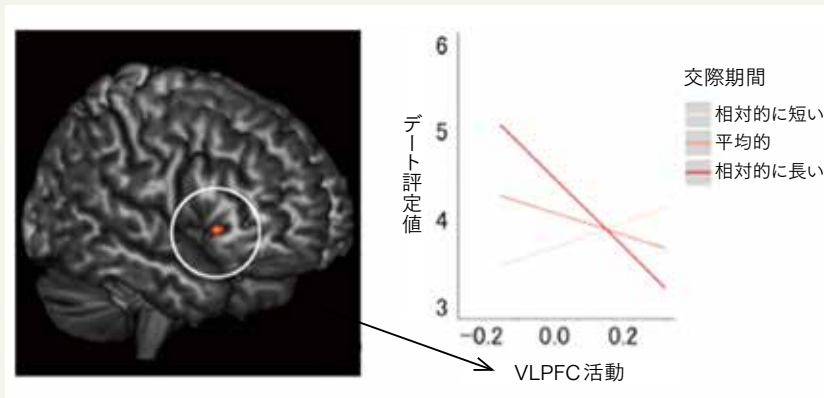 6
5
4
3
デート評定値
-0.2 0.0 0.2
VLPFC活動
交際期間
相対的に短い
平均的
相対的に長い